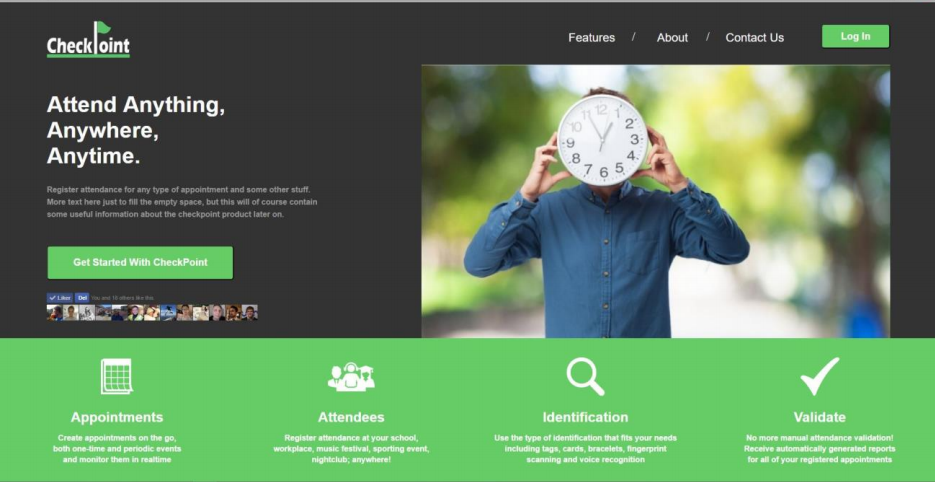 CheckPoint
Features / About / Contact Us
Log In
Attend Anything,
Anywhere,
Anytime.
Register attendance for any type of appointment and some other stuff.
More text here just to fill the empty space, but this will of course contain
some useful information about the checkpoint product later on.
Get Started With CheckPoint
Liker Del You and 18 others like this
12
1
2
3
4
5
6
7
8
9
10
11
Appointments
Create appointments on the go,
both one-time and periodic events
and monitor them in realtime
Attendees
Register attendance at your school,
workplace, music festival, sporting event,
nightclub; anywhere!
Identification
Use the type of identification that fits your needs
including tags, cards, bracelets, fingerprint
scanning and voice recognition
Validate
No more manual attendance validation!
Receive automatically generated reports
for all of your registered appointments